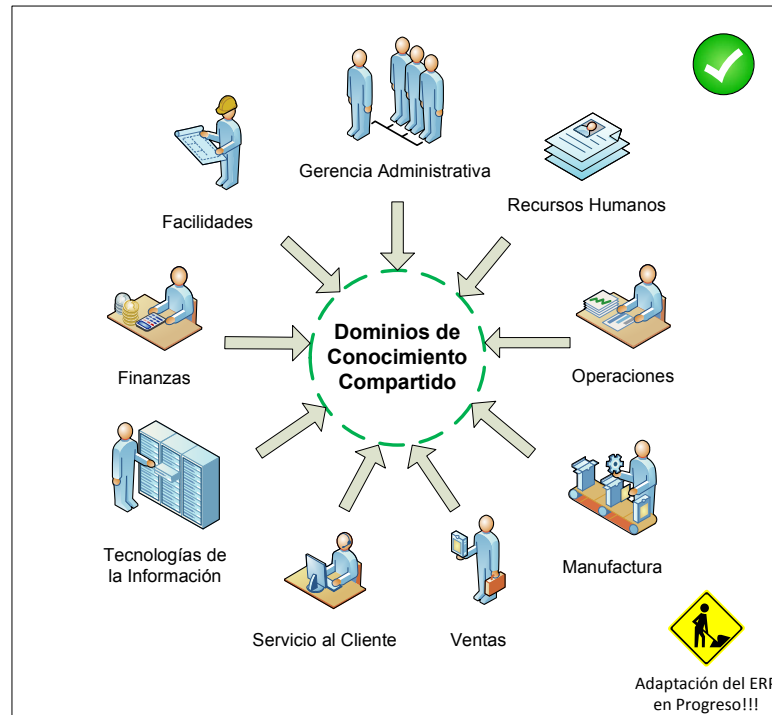 Gerencia Administrativa
Recursos Humanos
Facilidades
Dominios de
Conocimiento
Compartido
Finanzas
Operaciones
Tecnologías de
la Información
Manufactura
Servicio al Cliente
Ventas
Adaptación del ERP
en Progreso!!!